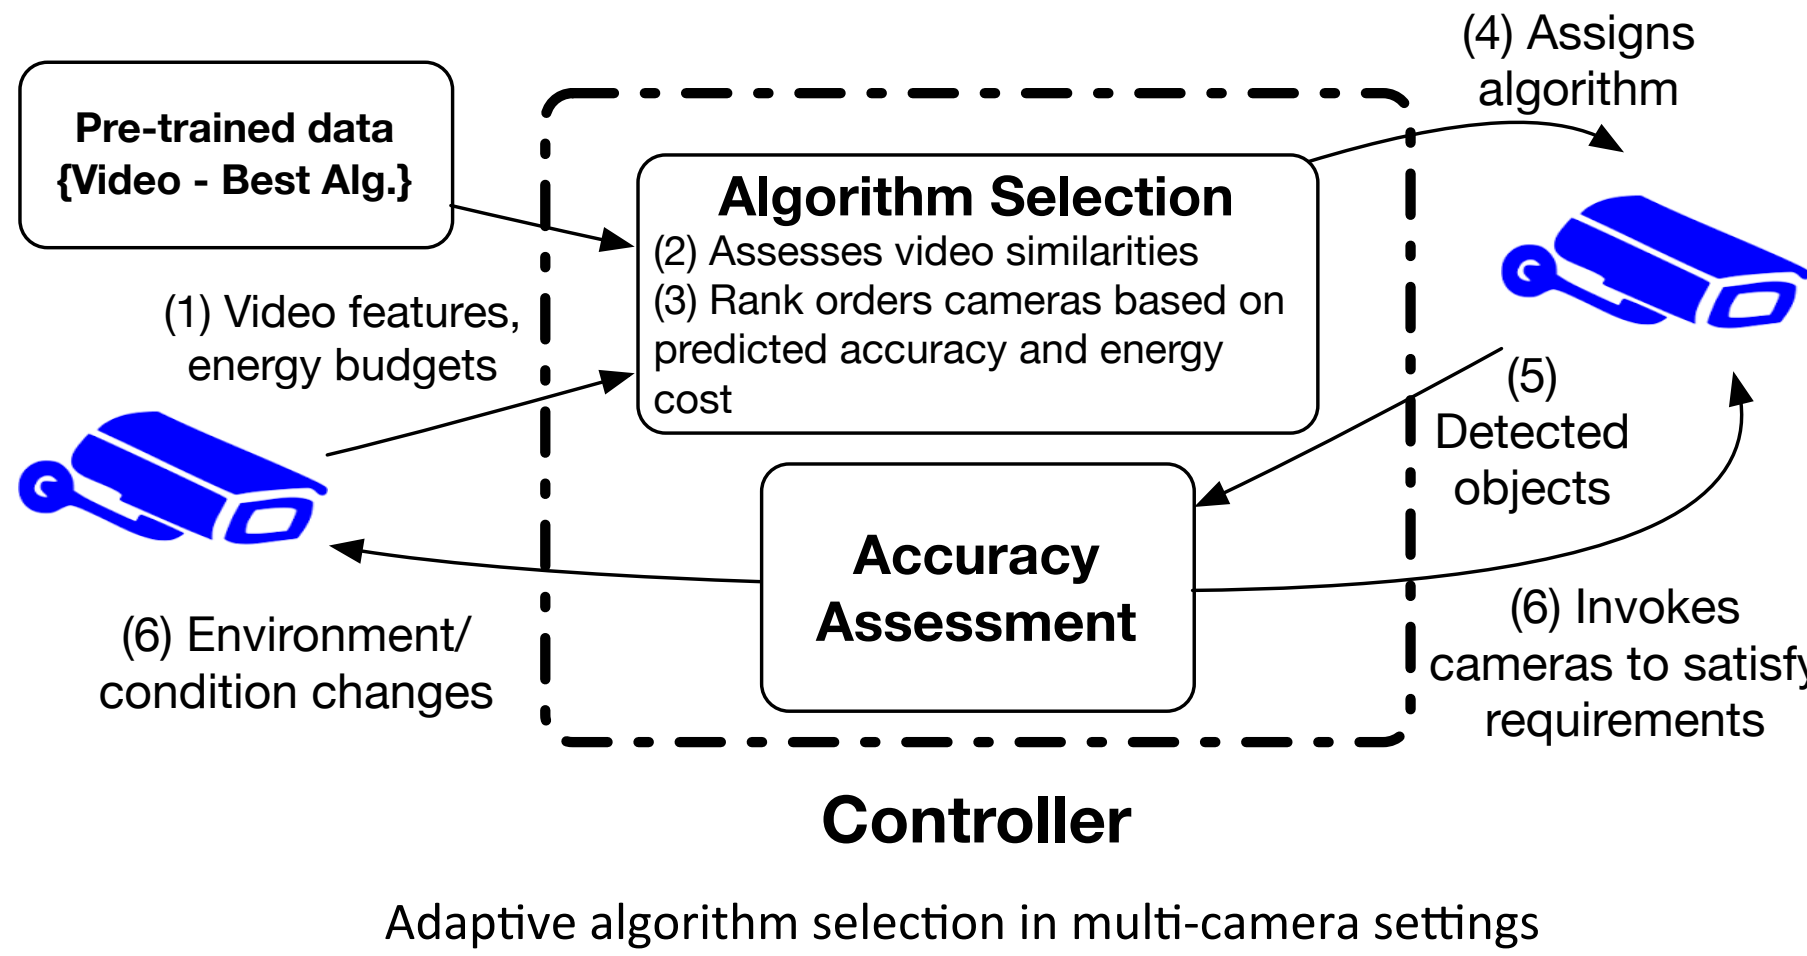 (4) Assigns
algorithm
Pre-trained data
{Video - Best Alg.}
Algorithm Selection
(2) Assesses video similarities
(3) Rank orders cameras based on
predicted accuracy and energy
cost
(1) Video features,
energy budgets
(5)
Detected
objects
Accuracy
Assessment
(6) Environment/
condition changes
(6) Invokes
cameras to satisfy
requirements
Controller
Adaptive algorithm selection in multi-camera settings